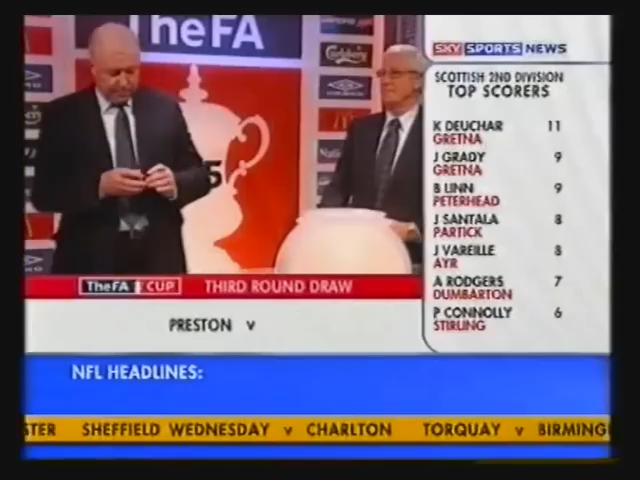 TheFA
Carlsberg
SKY SPORTS NEWS
SCOTTISH 2ND DIVISION
TOP SCORERS
K DEUCHAR 11
GRETNA
J GRADY 9
GRETNA
B LINN 9
PETERHEAD
J SANTALA 8
PARTICK
J VAREILLE 8
AYR
A RODGERS 7
DUMBARTON
P CONNOLLY 6
STIRLING
TheFA CUP THIRD ROUND DRAW
PRESTON v
NFL HEADLINES:
STER SHEFFIELD WEDNESDAY v CHARLTON TORQUAY v BIRMING